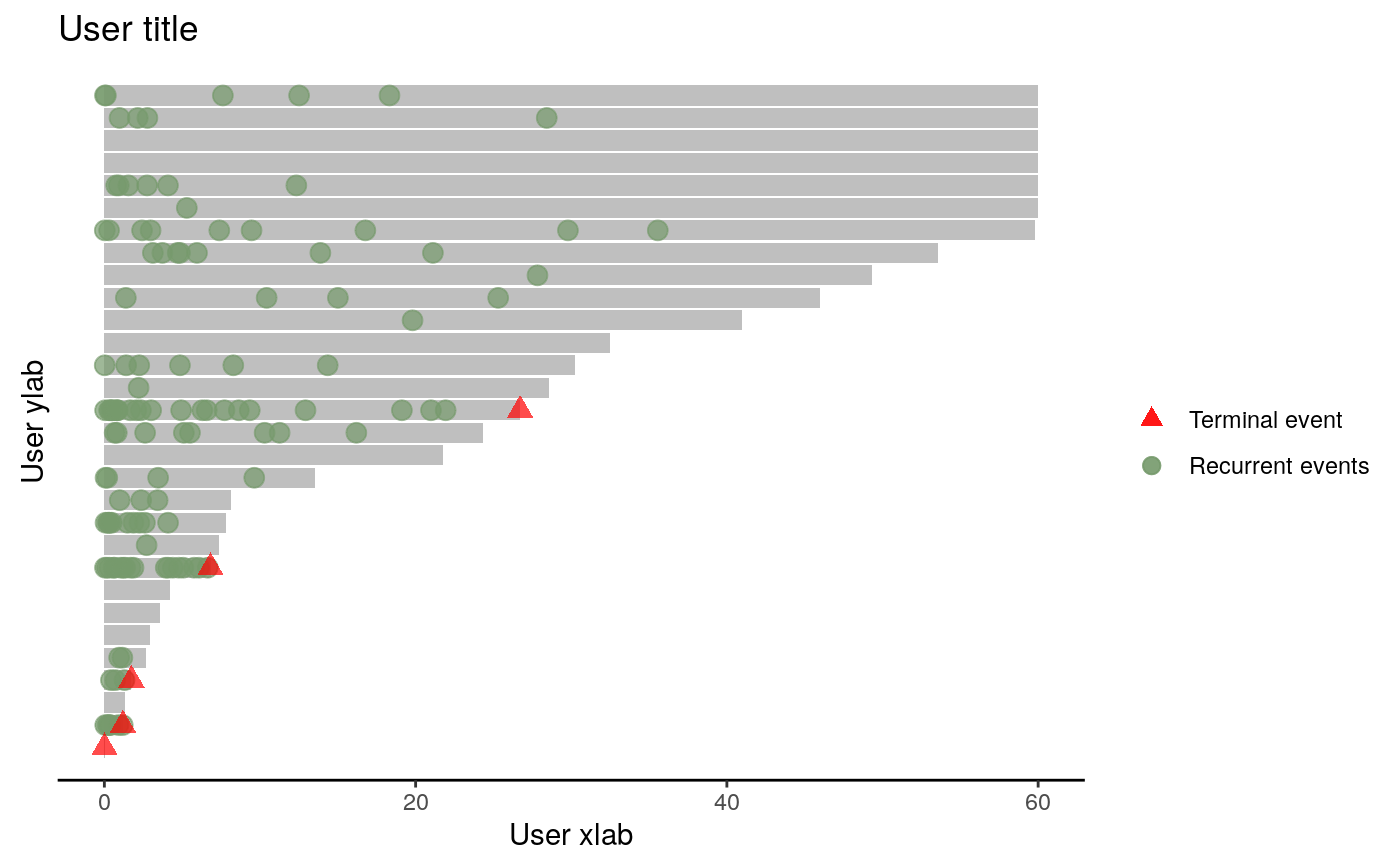 User title
User ylab
Terminal event
Recurrent events
0 20 40 60
User xlab